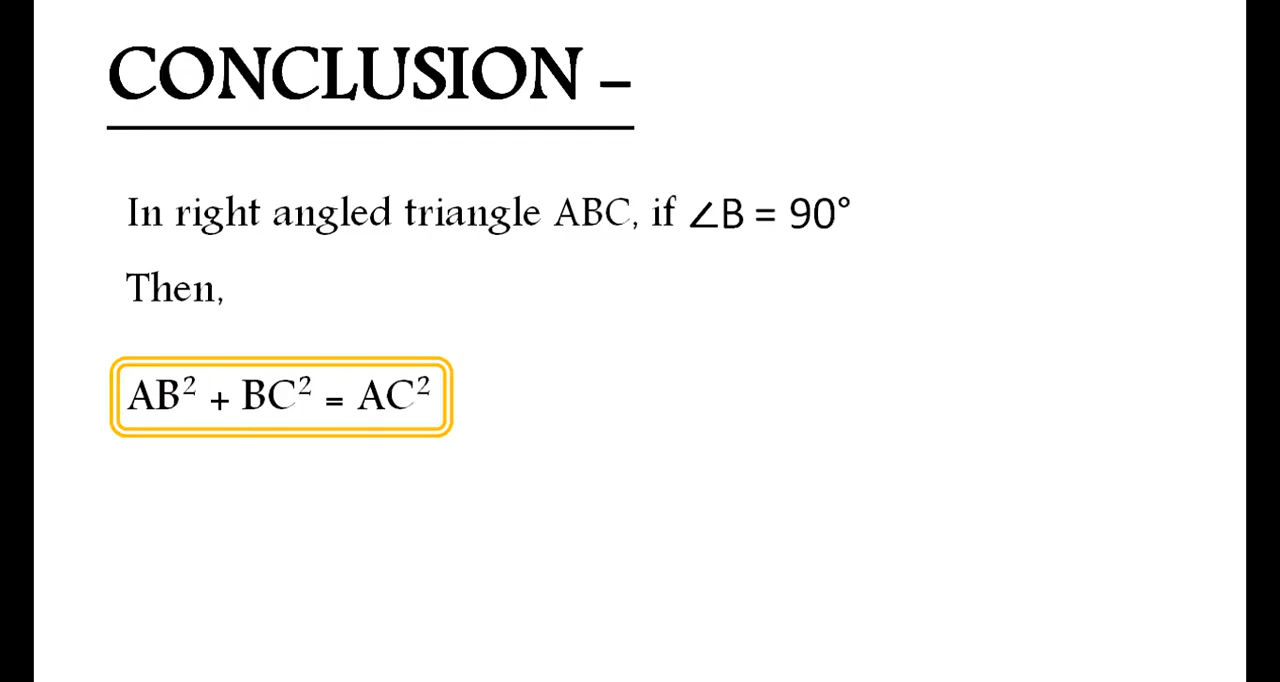 CONCLUSION –
In right angled triangle ABC, if ∠B = 90°
Then,
AB² + BC² = AC²